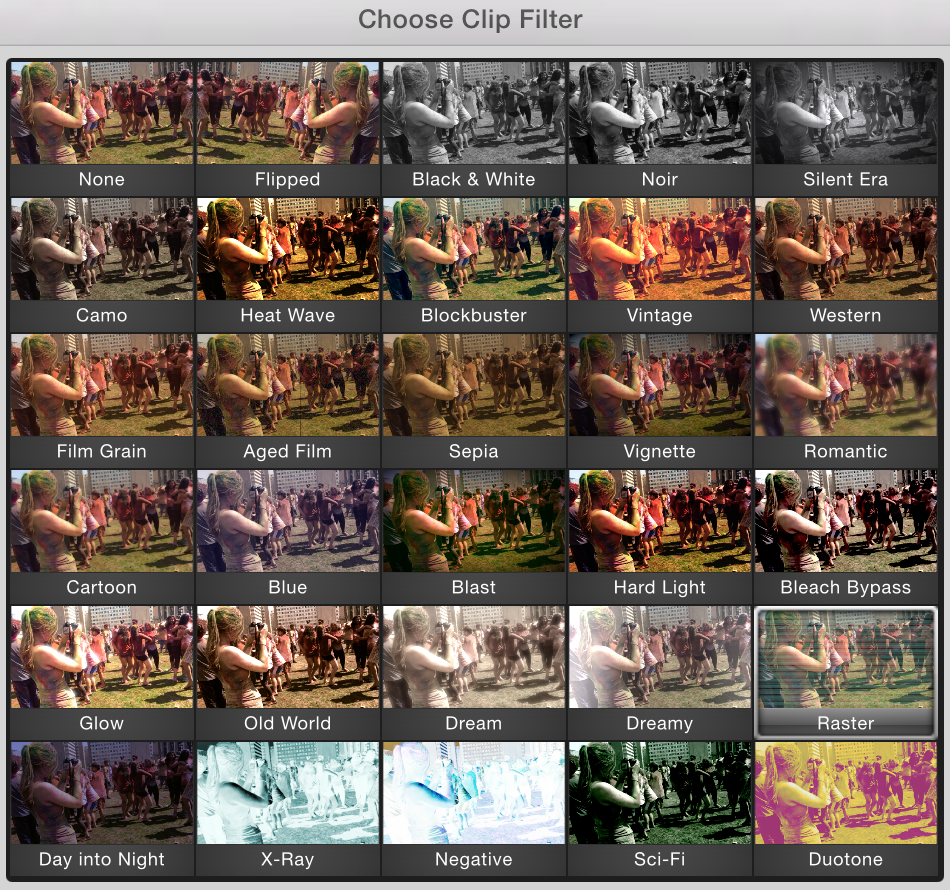 Choose Clip Filter
None Flipped Black & White Noir Silent Era
Camo Heat Wave Blockbuster Vintage Western
Film Grain Aged Film Sepia Vignette Romantic
Cartoon Blue Blast Hard Light Bleach Bypass
Glow Old World Dream Dreamy Raster
Day into Night X-Ray Negative Sci-Fi Duotone